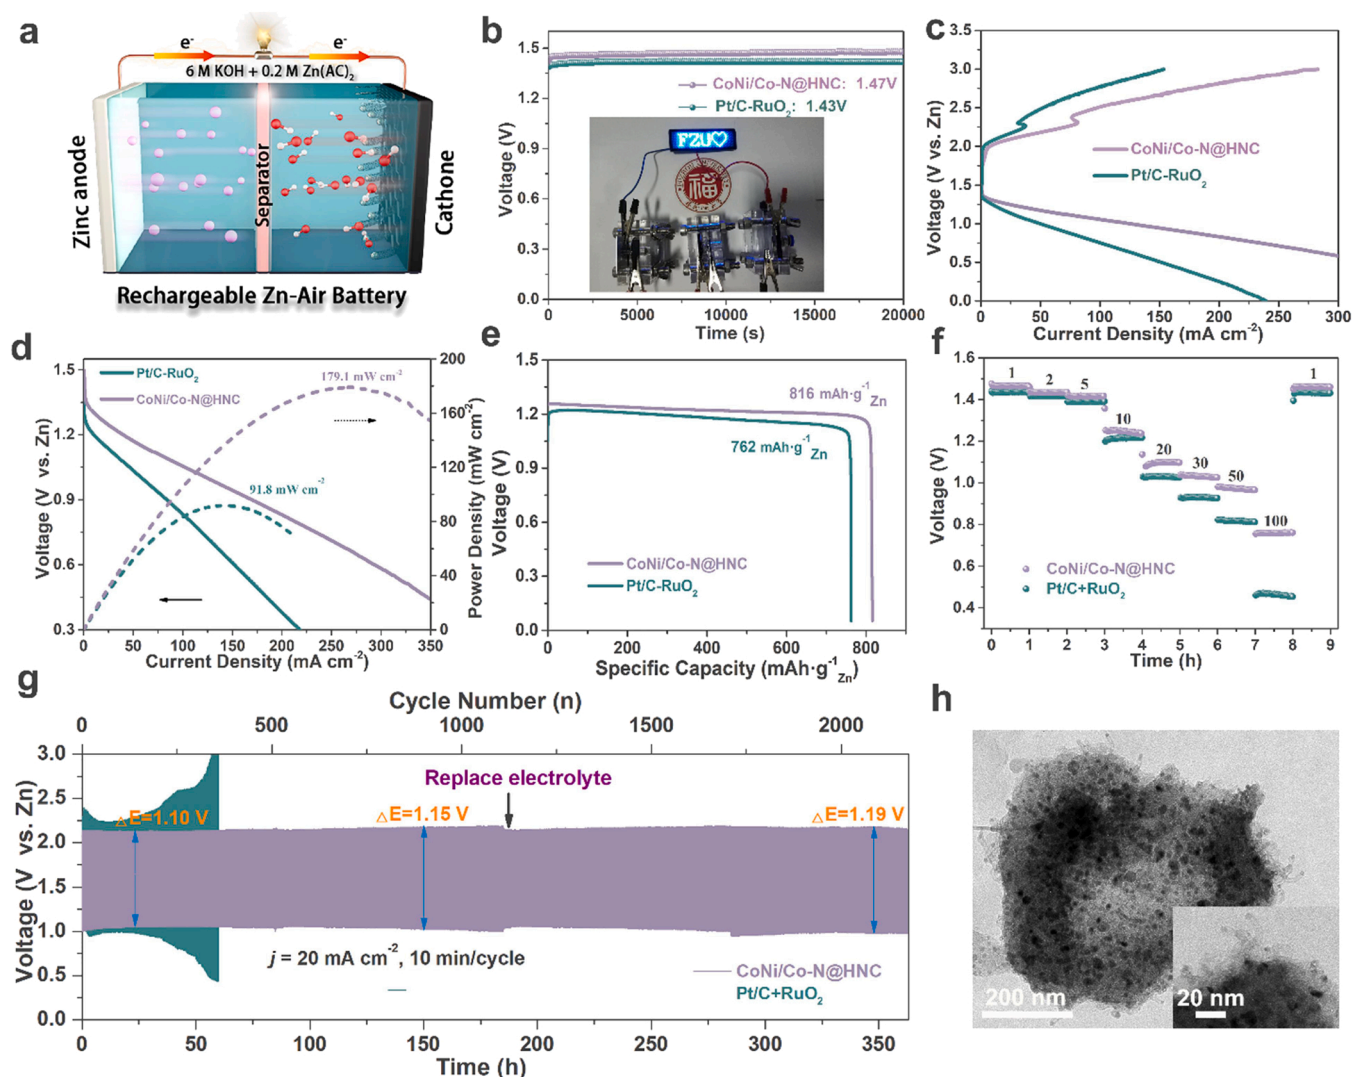 a
e-
e-
6 M KOH + 0.2 M Zn(AC)2
Zinc anode
Separator
Cathone
Rechargeable Zn-Air Battery
b
Voltage (V)
1.5
1.2
0.9
0.6
0.3
0.0
CoNi/Co-N@HNC: 1.47V
Pt/C-RuO2: 1.43V
FZU♡
福
0 5000 10000 15000 20000
Time (s)
c
Voltage (V vs. Zn)
3.0
2.5
2.0
1.5
1.0
0.5
0.0
CoNi/Co-N@HNC
Pt/C-RuO2
0 50 100 150 200 250 300
Current Density (mA cm-2)
d
Voltage (V vs. Zn)
1.5
1.2
0.9
0.6
0.3
Pt/C-RuO2
CoNi/Co-N@HNC
179.1 mW cm-2
91.8 mW cm-2
200
160
120
80
40
0
Power Density (mW cm-2)
0 50 100 150 200 250 300 350
Current Density (mA cm-2)
e
Voltage (V)
1.5
1.2
0.9
0.6
0.3
0.0
816 mAh·g-1Zn
762 mAh·g-1Zn
CoNi/Co-N@HNC
Pt/C-RuO2
0 200 400 600 800
Specific Capacity (mAh·g-1Zn)
f
Voltage (V)
1.6
1.4
1.2
1.0
0.8
0.6
0.4
1 2 5 10 20 30 50 100 1
CoNi/Co-N@HNC
Pt/C+RuO2
0 1 2 3 4 5 6 7 8 9
Time (h)
g
Cycle Number (n)
0 500 1000 1500 2000
Voltage (V vs. Zn)
3.0
2.5
2.0
1.5
1.0
0.5
0.0
Replace electrolyte
△E=1.10 V
△E=1.15 V
△E=1.19 V
j = 20 mA cm-2, 10 min/cycle
CoNi/Co-N@HNC
Pt/C+RuO2
0 50 100 150 200 250 300 350
Time (h)
h
200 nm
20 nm